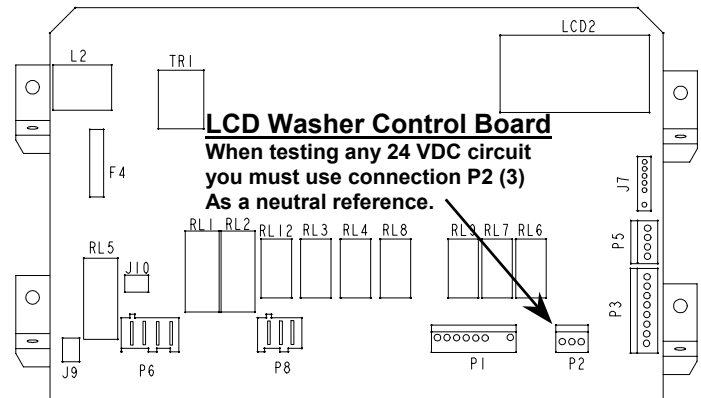 LCD2
L2
TR1
LCD Washer Control Board
When testing any 24 VDC circuit
you must use connection P2 (3)
As a neutral reference.
F4
J7
RL1 RL2 RL12 RL3 RL4 RL8 RL9 RL7 RL6
P5
RL5
J10
P3
J9
P6
P8
P1
P2